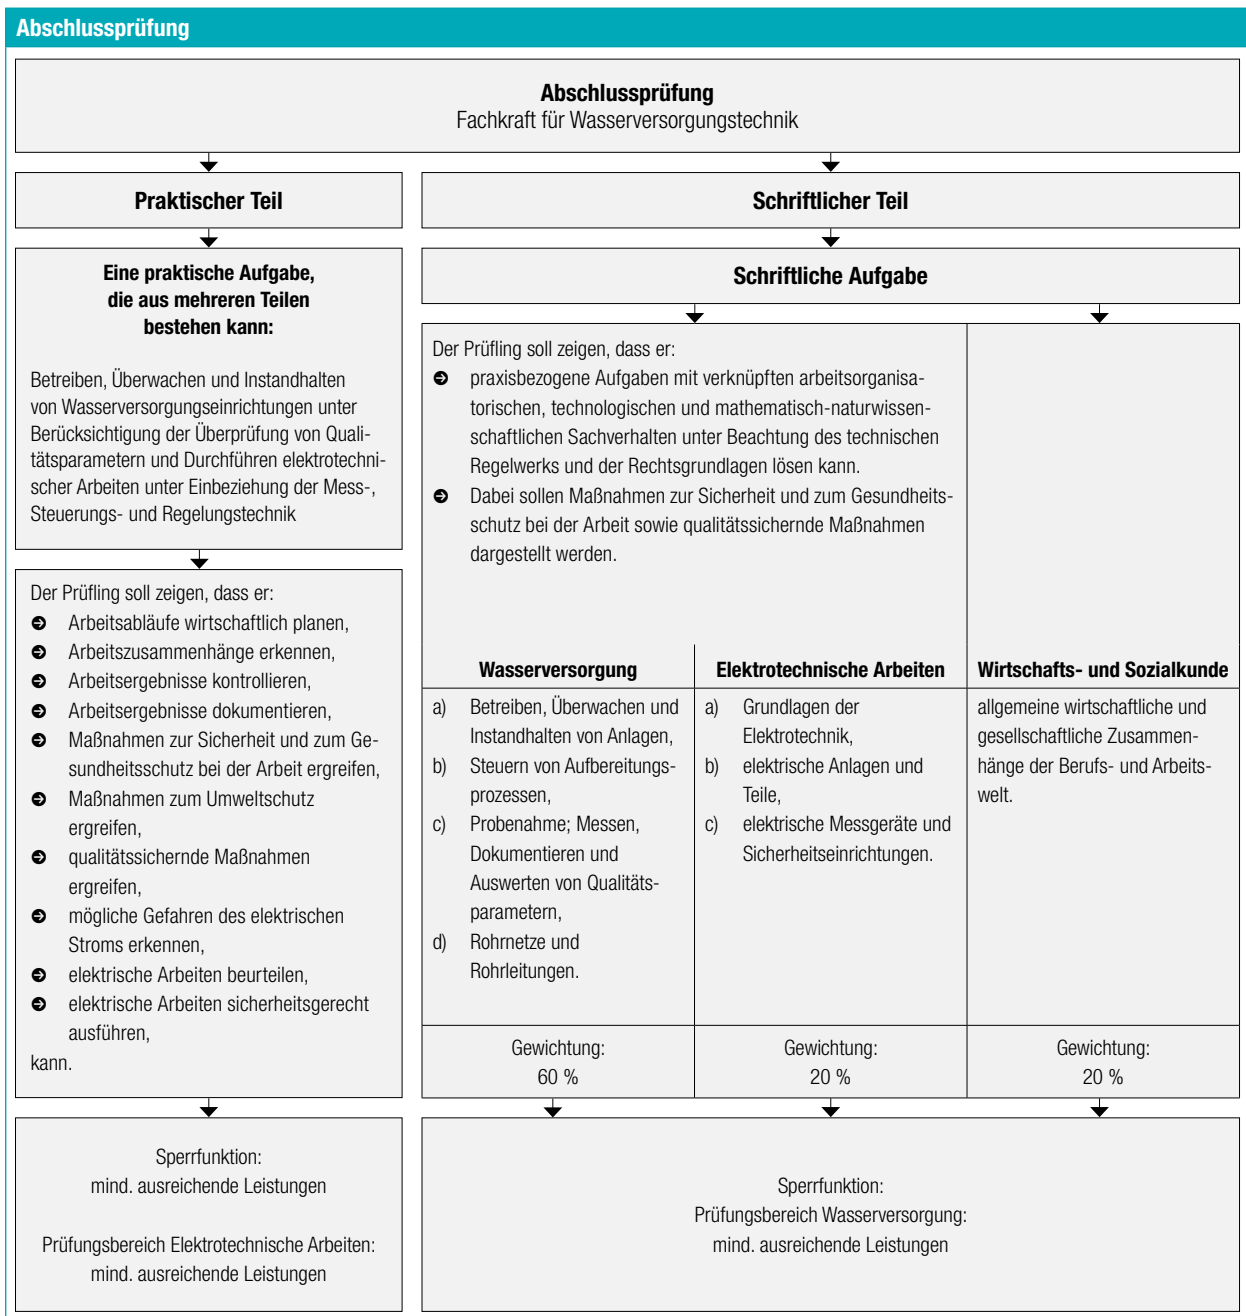 Abschlussprüfung
Abschlussprüfung
Fachkraft für Wasserversorgungstechnik
Praktischer Teil
Eine praktische Aufgabe,
die aus mehreren Teilen
bestehen kann:
Betreiben, Überwachen und Instandhalten
von Wasserversorgungseinrichtungen unter
Berücksichtigung der Überprüfung von Quali-
tätsparametern und Durchführen elektrotechni-
scher Arbeiten unter Einbeziehung der Mess-,
Steuerungs- und Regelungstechnik
Der Prüfling soll zeigen, dass er:
Arbeitsabläufe wirtschaftlich planen,
Arbeitszusammenhänge erkennen,
Arbeitsergebnisse kontrollieren,
Arbeitsergebnisse dokumentieren,
Maßnahmen zur Sicherheit und zum Ge-
sundheitsschutz bei der Arbeit ergreifen,
Maßnahmen zum Umweltschutz
ergreifen,
qualitätssichernde Maßnahmen
ergreifen,
mögliche Gefahren des elektrischen
Stroms erkennen,
elektrische Arbeiten beurteilen,
elektrische Arbeiten sicherheitsgerecht
ausführen,
kann.
Sperrfunktion:
mind. ausreichende Leistungen
Prüfungsbereich Elektrotechnische Arbeiten:
mind. ausreichende Leistungen
Schriftlicher Teil
Schriftliche Aufgabe
Der Prüfling soll zeigen, dass er:
praxisbezogene Aufgaben mit verknüpften arbeitsorganisa-
torischen, technologischen und mathematisch-naturwissen-
schaftlichen Sachverhalten unter Beachtung des technischen
Regelwerks und der Rechtsgrundlagen lösen kann.
Dabei sollen Maßnahmen zur Sicherheit und zum Gesundheits-
schutz bei der Arbeit sowie qualitätssichernde Maßnahmen
dargestellt werden.
Wasserversorgung
a) Betreiben, Überwachen und
Instandhalten von Anlagen,
b) Steuern von Aufbereitungs-
prozessen,
c) Probenahme; Messen,
Dokumentieren und
Auswerten von Qualitäts-
parametern,
d) Rohrnetze und
Rohrleitungen.
Gewichtung:
60 %
Elektrotechnische Arbeiten
a) Grundlagen der
Elektrotechnik,
b) elektrische Anlagen und
Teile,
c) elektrische Messgeräte und
Sicherheitseinrichtungen.
Gewichtung:
20 %
Wirtschafts- und Sozialkunde
allgemeine wirtschaftliche und
gesellschaftliche Zusammen-
hänge der Berufs- und Arbeits-
welt.
Gewichtung:
20 %
Sperrfunktion:
Prüfungsbereich Wasserversorgung:
mind. ausreichende Leistungen